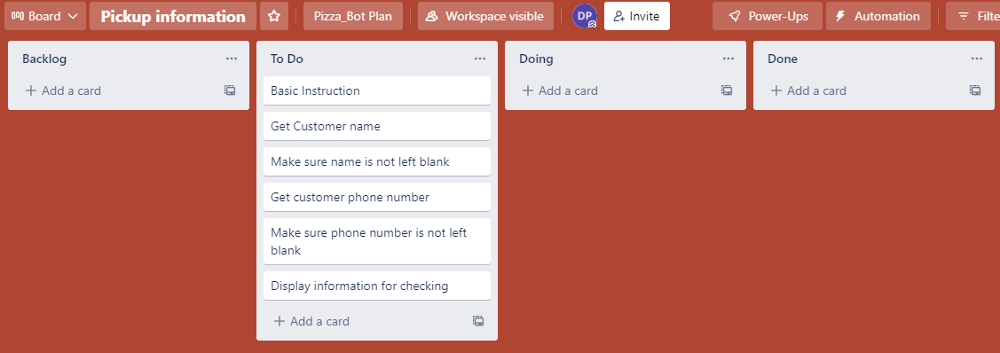 Board
Pickup information
Pizza_Bot Plan
Workspace visible
DP
Invite
Power-Ups
Automation
Filte
Backlog
Add a card
To Do
Basic Instruction
Get Customer name
Make sure name is not left blank
Get customer phone number
Make sure phone number is not left
blank
Display information for checking
Add a card
Doing
Add a card
Done
Add a card